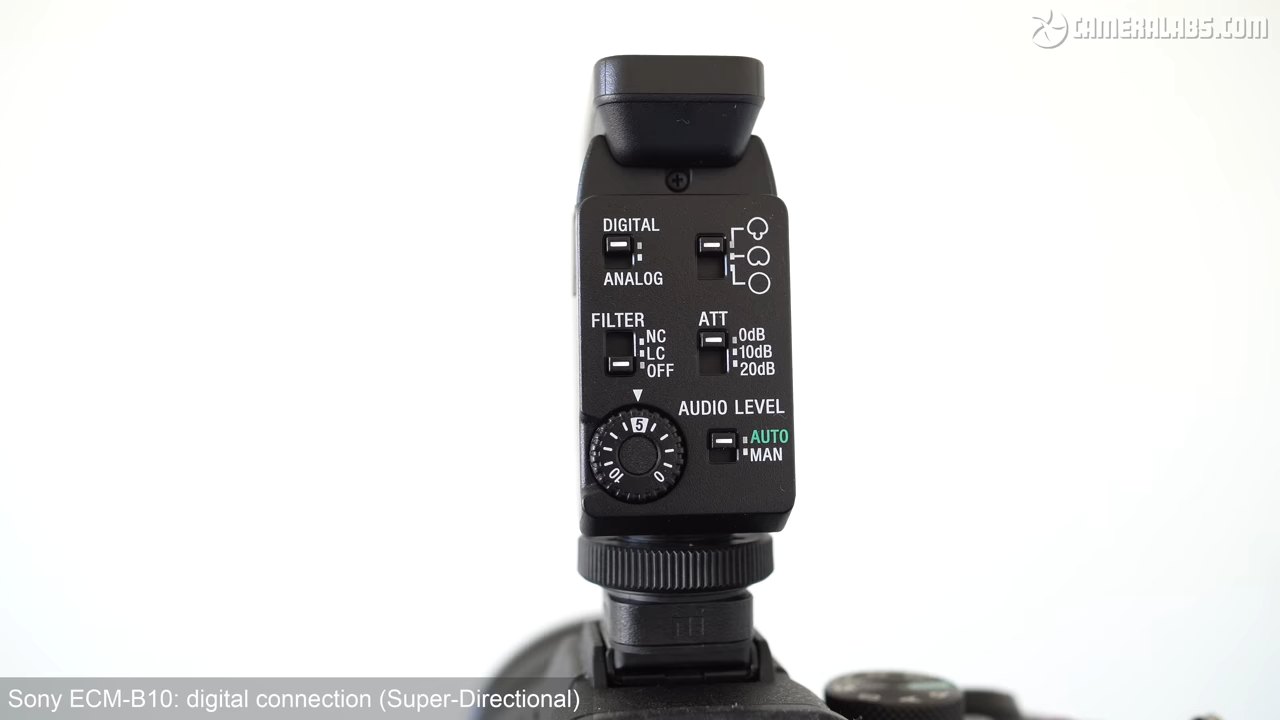 CAMERALABS.COM
DIGITAL
ANALOG
FILTER
NC
LC
OFF
ATT
0dB
10dB
20dB
AUDIO LEVEL
AUTO
MAN
5
10
0
Sony ECM-B10: digital connection (Super-Directional)